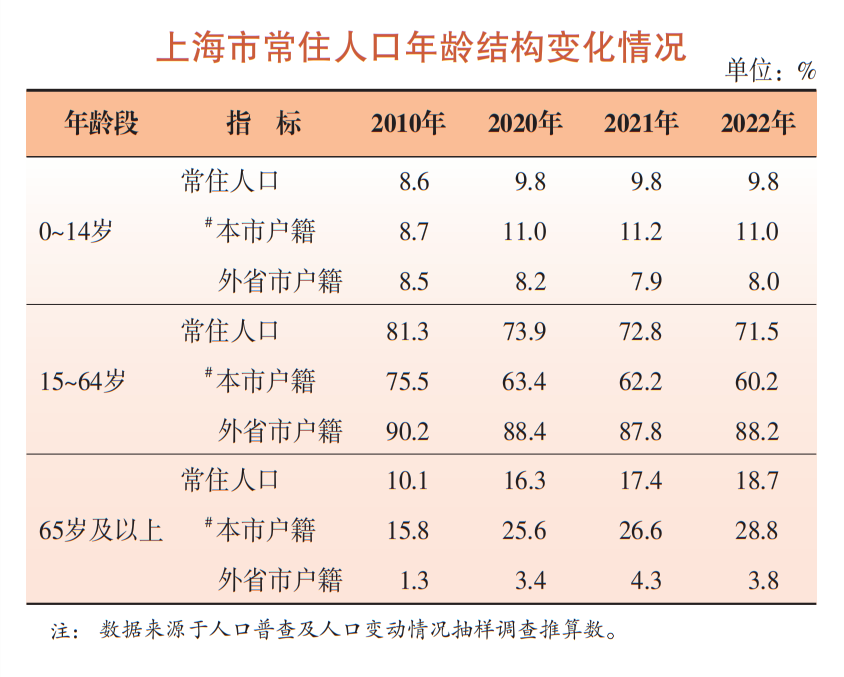 上海市常住人口年龄结构变化情况
单位：%
年龄段 指 标 2010年 2020年 2021年 2022年
常住人口 8.6 9.8 9.8 9.8
0~14岁 #本市户籍 8.7 11.0 11.2 11.0
外省市户籍 8.5 8.2 7.9 8.0
常住人口 81.3 73.9 72.8 71.5
15~64岁 #本市户籍 75.5 63.4 62.2 60.2
外省市户籍 90.2 88.4 87.8 88.2
常住人口 10.1 16.3 17.4 18.7
65岁及以上 #本市户籍 15.8 25.6 26.6 28.8
外省市户籍 1.3 3.4 4.3 3.8
注： 数据来源于人口普查及人口变动情况抽样调查推算数。